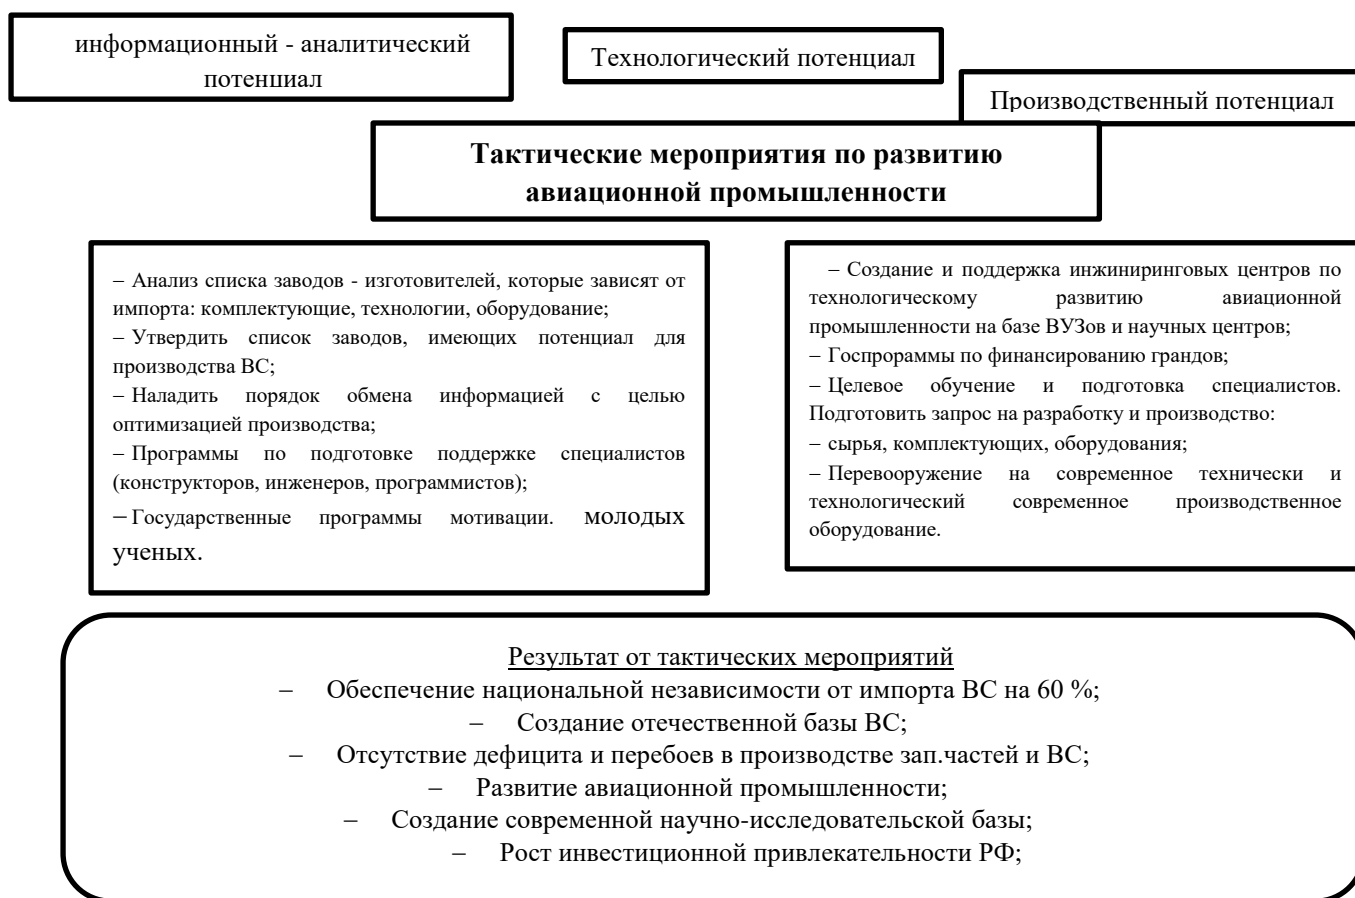 информационный - аналитический
потенциал
Технологический потенциал
Производственный потенциал
Тактические мероприятия по развитию
авиационной промышленности
– Анализ списка заводов - изготовителей, которые зависят от
импорта: комплектующие, технологии, оборудование;
– Утвердить список заводов, имеющих потенциал для
производства ВС;
– Наладить порядок обмена информацией с целью
оптимизацией производства;
– Программы по подготовке поддержке специалистов
(конструкторов, инженеров, программистов);
– Государственные программы мотивации. молодых
ученых.
– Создание и поддержка инжиниринговых центров по
технологическому развитию авиационной
промышленности на базе ВУЗов и научных центров;
– Госпрораммы по финансированию грандов;
– Целевое обучение и подготовка специалистов.
Подготовить запрос на разработку и производство:
– сырья, комплектующих, оборудования;
– Перевооружение на современное технически и
технологический современное производственное
оборудование.
Результат от тактических мероприятий
– Обеспечение национальной независимости от импорта ВС на 60 %;
– Создание отечественной базы ВС;
– Отсутствие дефицита и перебоев в производстве зап.частей и ВС;
– Развитие авиационной промышленности;
– Создание современной научно-исследовательской базы;
– Рост инвестиционной привлекательности РФ;